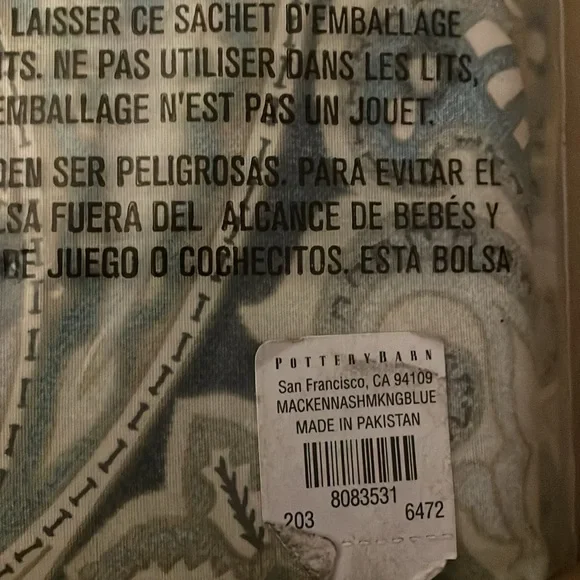 LAISSER CE SACHET D'EMBALLAGE
NE PAS UTILISER DANS LES LITS,
EMBALLAGE N'EST PAS UN JOUET.
SER PELIGROSAS. PARA EVITAR EL
FUERA DEL ALCANCE DE BEBÉS Y
DE JUEGO O COCHECITOS. ESTA BOLSA
POTTERYBARN
San Francisco, CA 94109
MACKENNASHMKNGBLUE
MADE IN PAKISTAN
8083531
203 6472